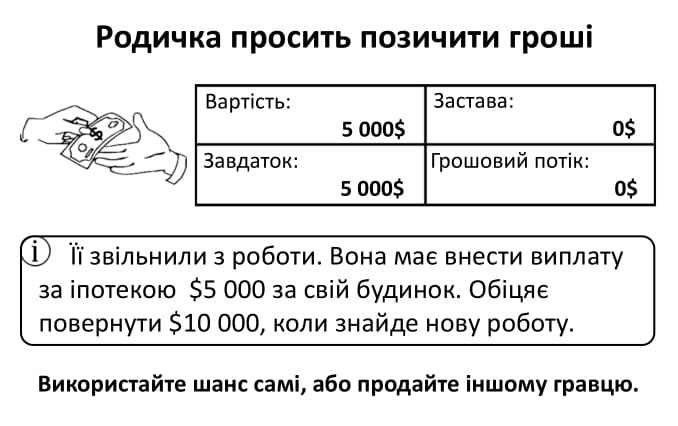 Родичка просить позичити гроші
Вартість:
5 000$
Застава:
0$
Завдаток:
5 000$
Грошовий потік:
0$
$
i
Її звільнили з роботи. Вона має внести виплату
за іпотекою $5 000 за свій будинок. Обіцяє
повернути $10 000, коли знайде нову роботу.
Використайте шанс самі, або продайте іншому гравцю.